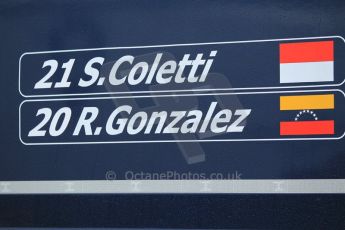 21 S.Coletti
20 R.Gonzalez
© OctanePhotos.co.uk